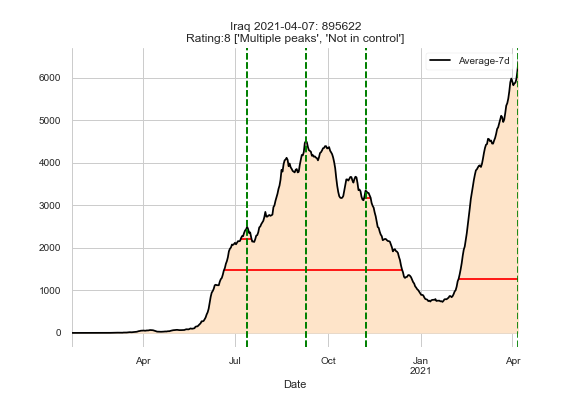 Iraq 2021-04-07: 895622
Rating:8 ['Multiple peaks', 'Not in control']
Average-7d
6000
5000
4000
3000
2000
1000
0
Apr
Jul
Oct
Jan
2021
Apr
Date